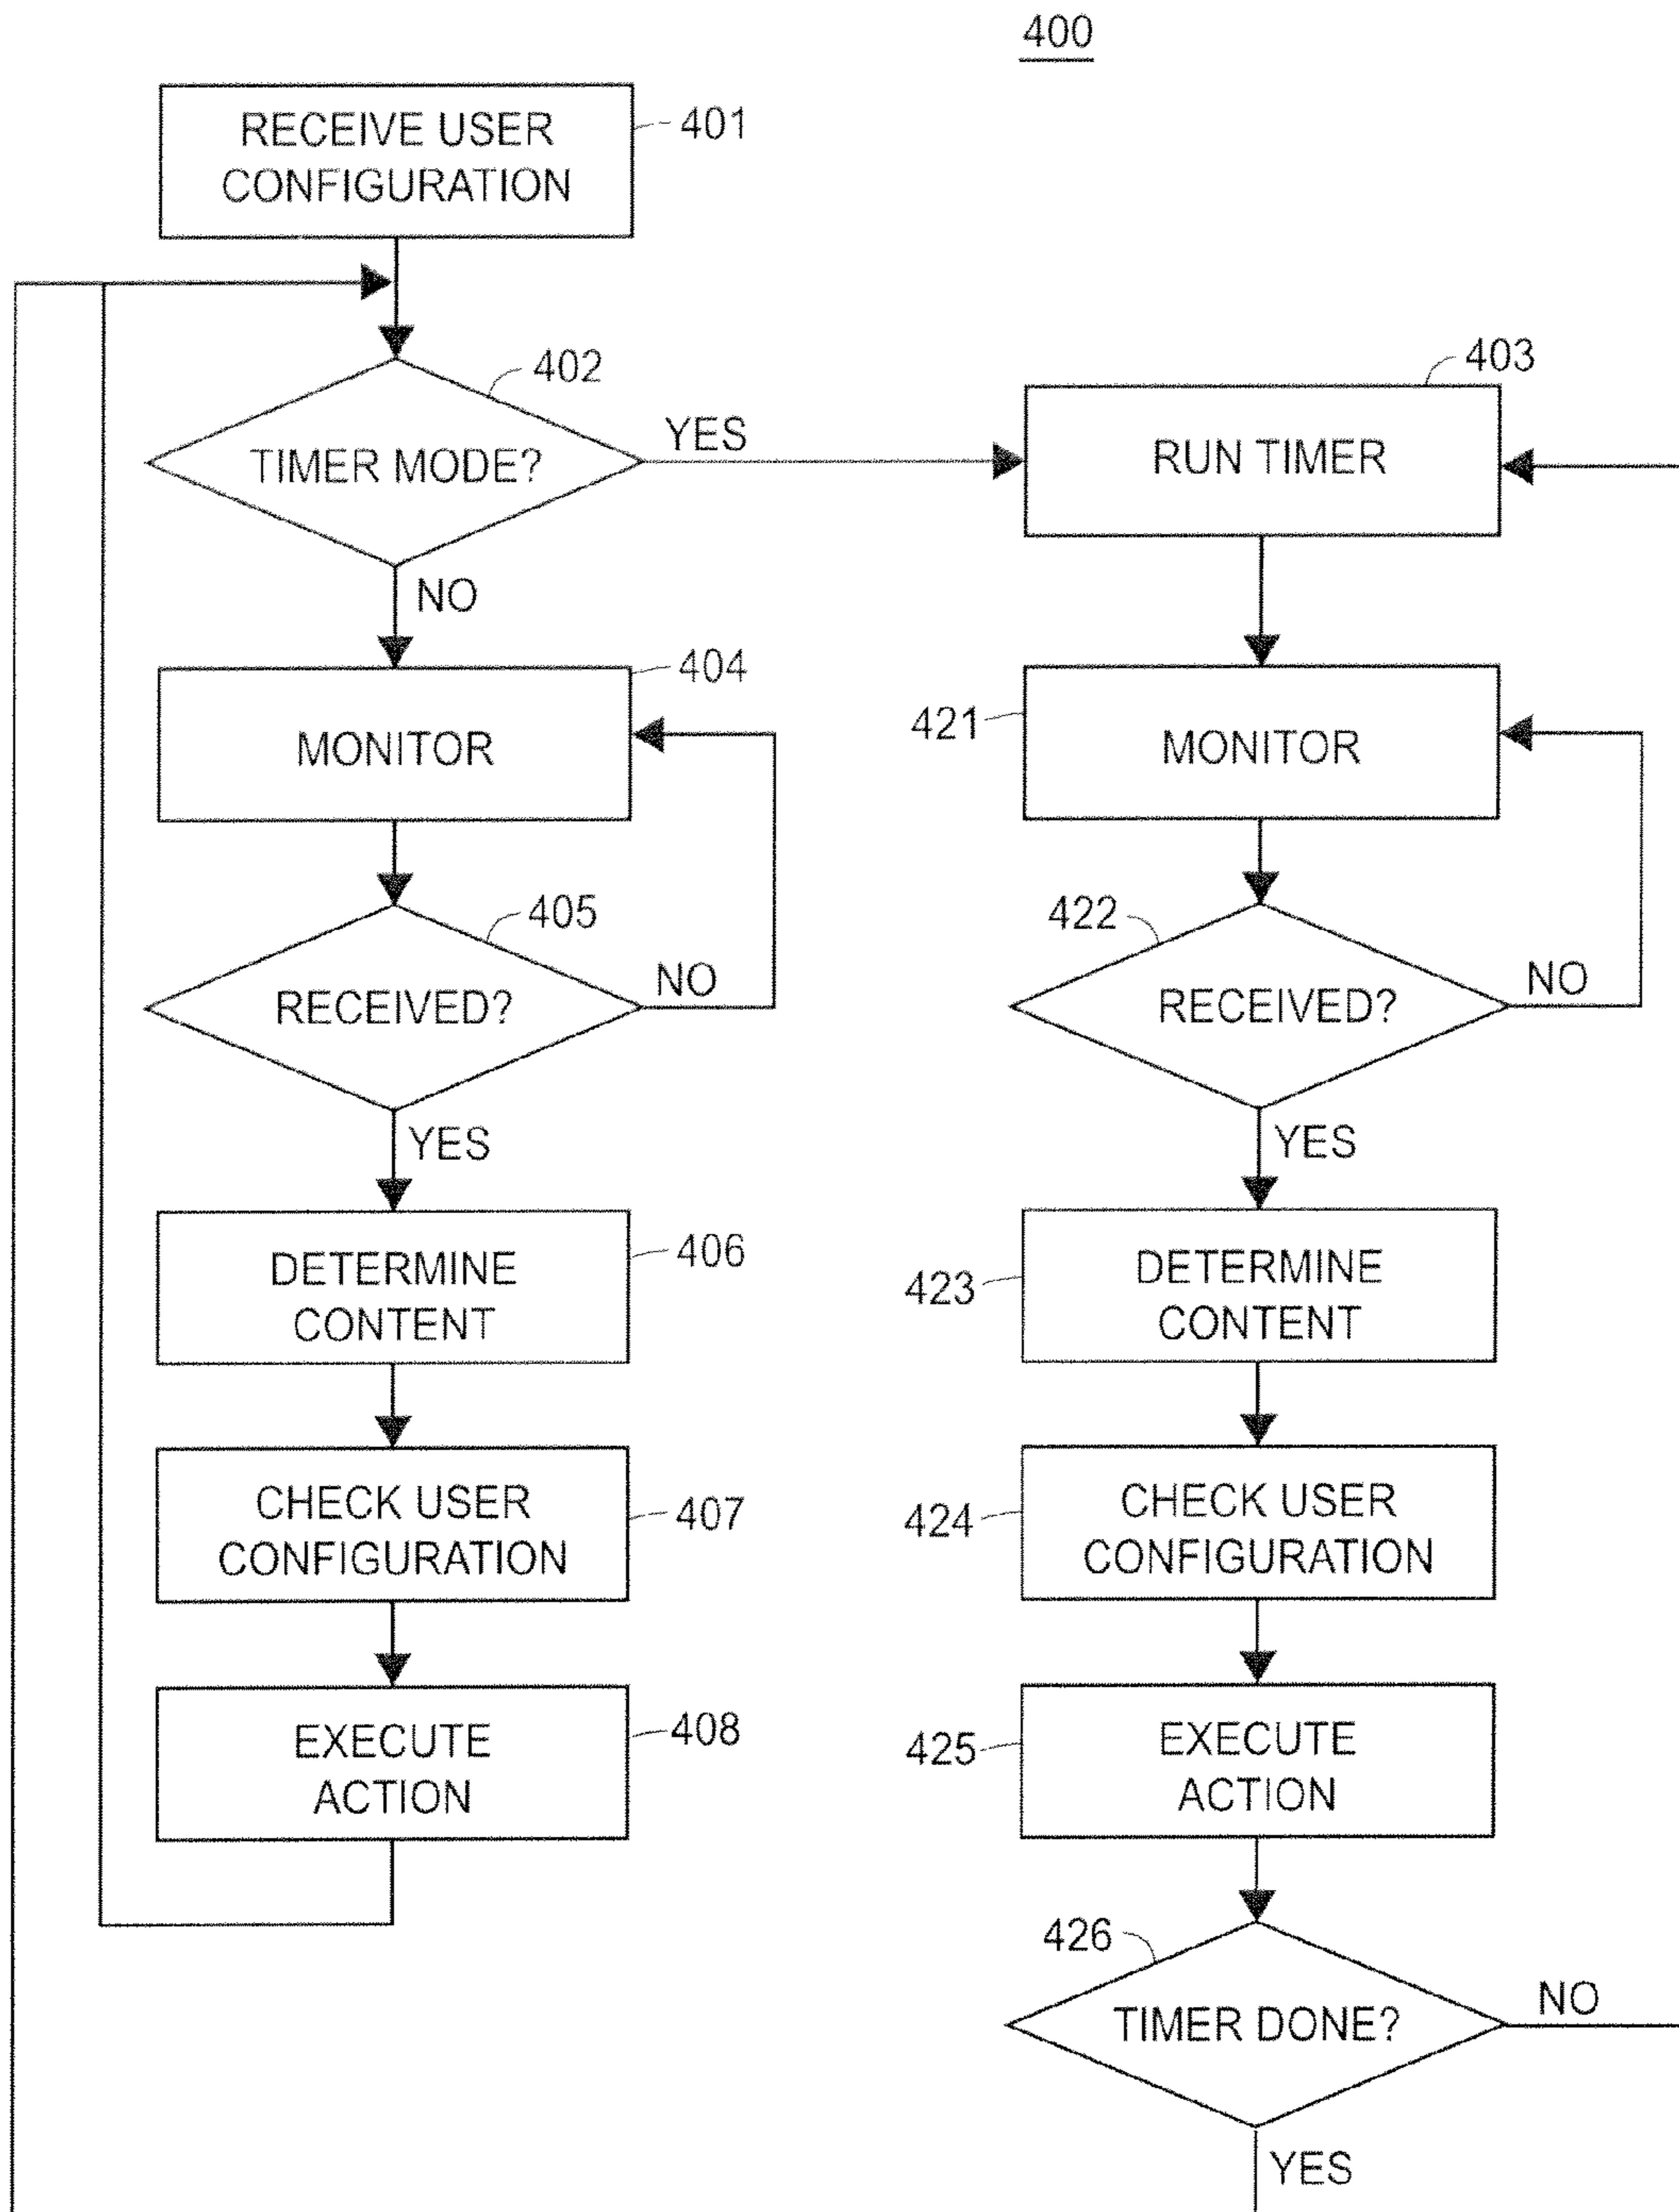 400
RECEIVE USER
CONFIGURATION
401
402
TIMER MODE?
YES
NO
403
RUN TIMER
404
MONITOR
405
RECEIVED?
NO
YES
406
DETERMINE
CONTENT
407
CHECK USER
CONFIGURATION
408
EXECUTE
ACTION
421
MONITOR
422
RECEIVED?
NO
YES
423
DETERMINE
CONTENT
424
CHECK USER
CONFIGURATION
425
EXECUTE
ACTION
426
TIMER DONE?
NO
YES